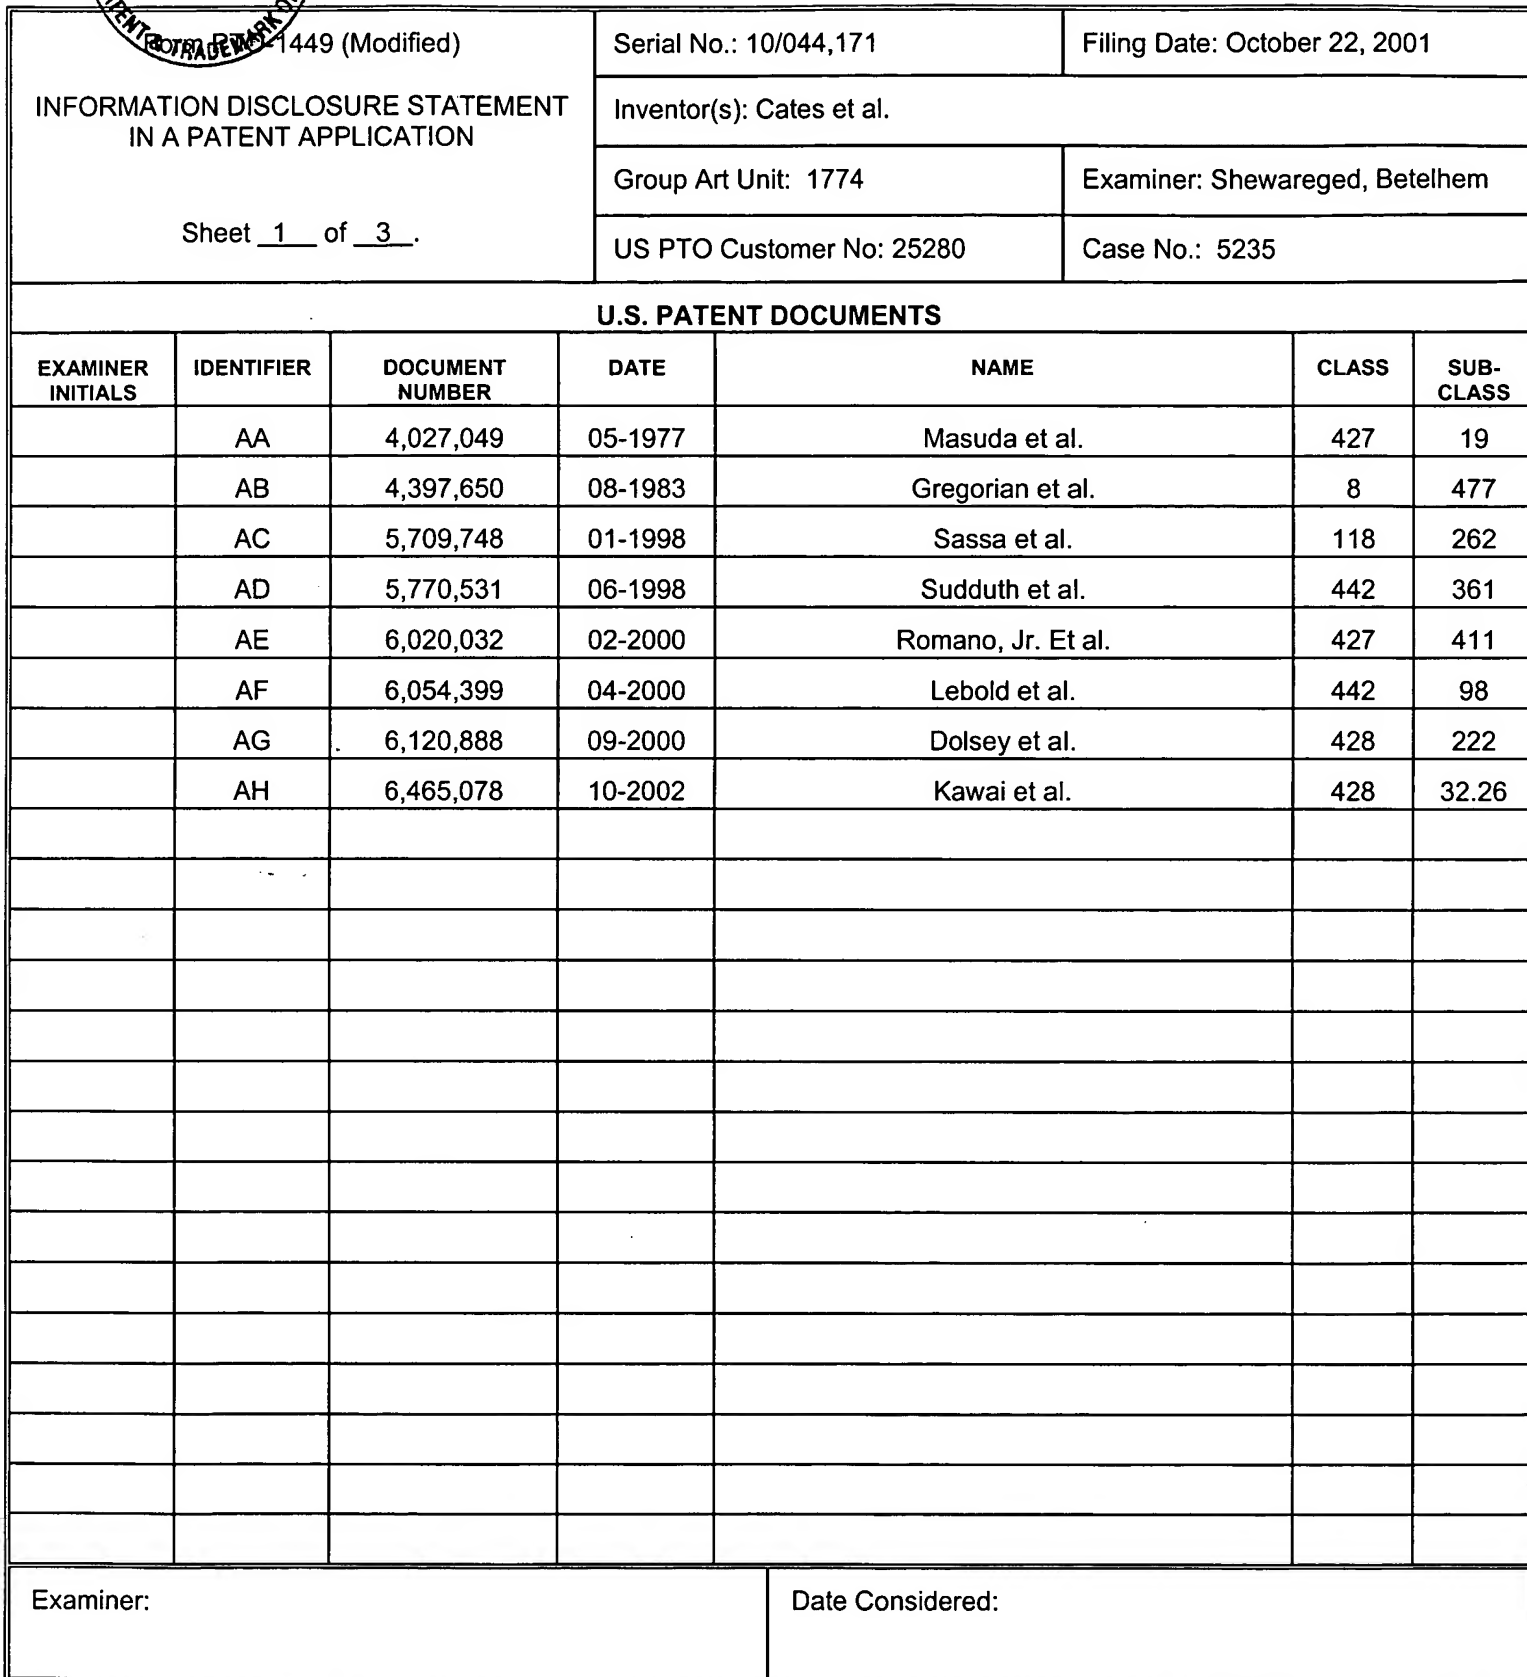 1449 (Modified)
INFORMATION DISCLOSURE STATEMENT
IN A PATENT APPLICATION
Sheet 1 of 3.
Serial No.: 10/044,171
Filing Date: October 22, 2001
Inventor(s): Cates et al.
Group Art Unit: 1774
Examiner: Shewareged, Betelhem
US PTO Customer No: 25280
Case No.: 5235
U.S. PATENT DOCUMENTS
EXAMINER INITIALS IDENTIFIER DOCUMENT NUMBER DATE NAME CLASS SUB-CLASS
AA 4,027,049 05-1977 Masuda et al. 427 19
AB 4,397,650 08-1983 Gregorian et al. 8 477
AC 5,709,748 01-1998 Sassa et al. 118 262
AD 5,770,531 06-1998 Sudduth et al. 442 361
AE 6,020,032 02-2000 Romano, Jr. Et al. 427 411
AF 6,054,399 04-2000 Lebold et al. 442 98
AG 6,120,888 09-2000 Dolsey et al. 428 222
AH 6,465,078 10-2002 Kawai et al. 428 32.26
Examiner:
Date Considered: